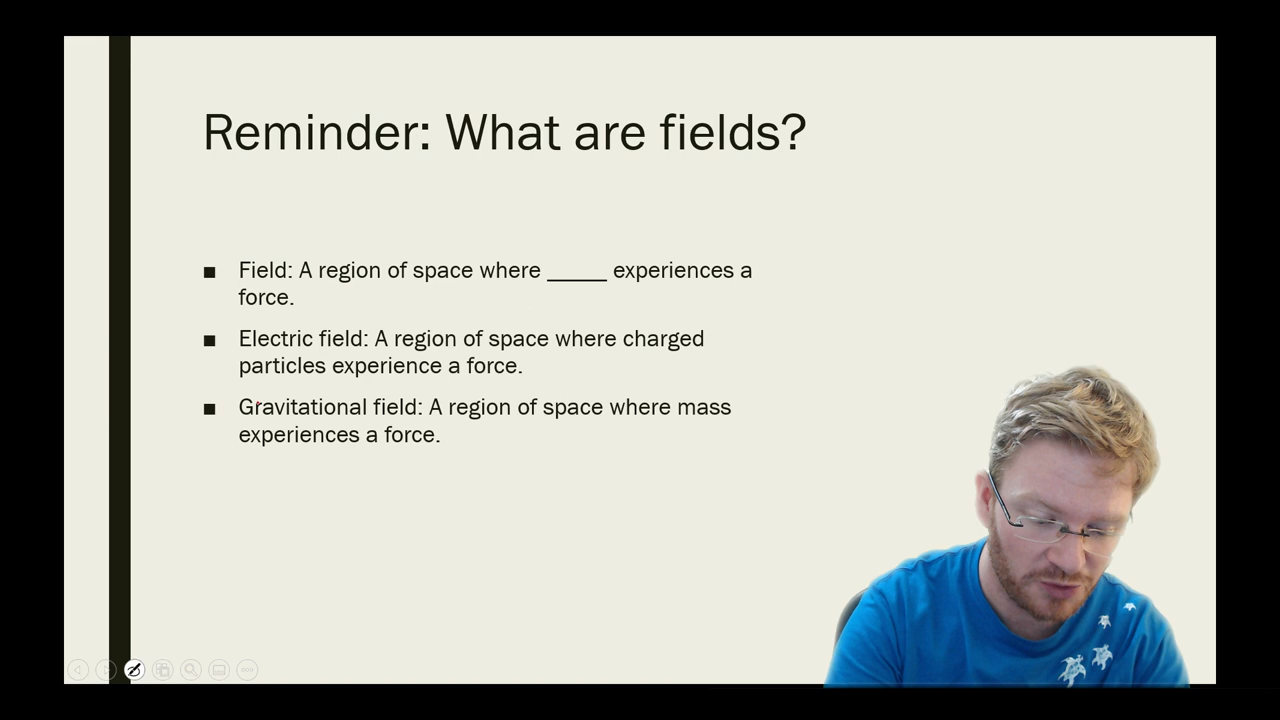 Reminder: What are fields?
■ Field: A region of space where _____ experiences a
force.
■ Electric field: A region of space where charged
particles experience a force.
■ Gravitational field: A region of space where mass
experiences a force.